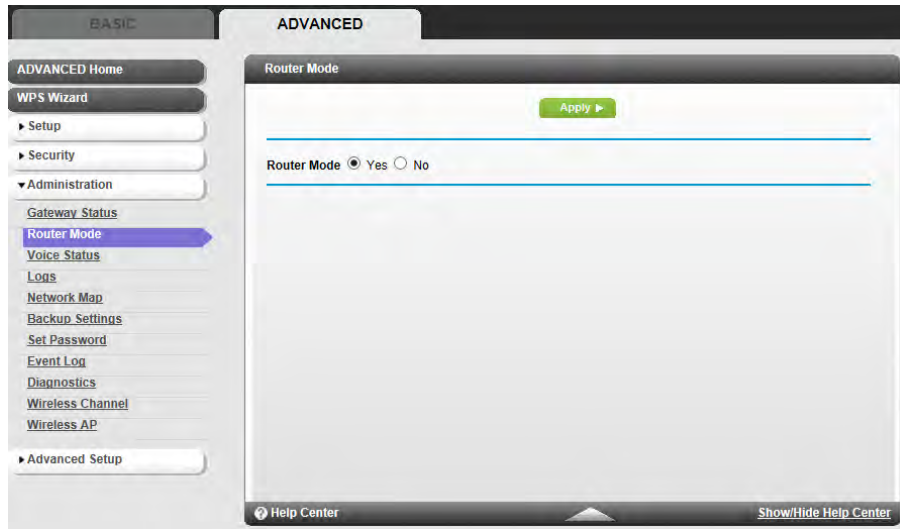 BASIC
ADVANCED
ADVANCED Home
WPS Wizard
Setup
Security
Administration
Gateway Status
Router Mode
Voice Status
Logs
Network Map
Backup Settings
Set Password
Event Log
Diagnostics
Wireless Channel
Wireless AP
Advanced Setup
Router Mode
Apply
Router Mode Yes No
Help Center
Show/Hide Help Center